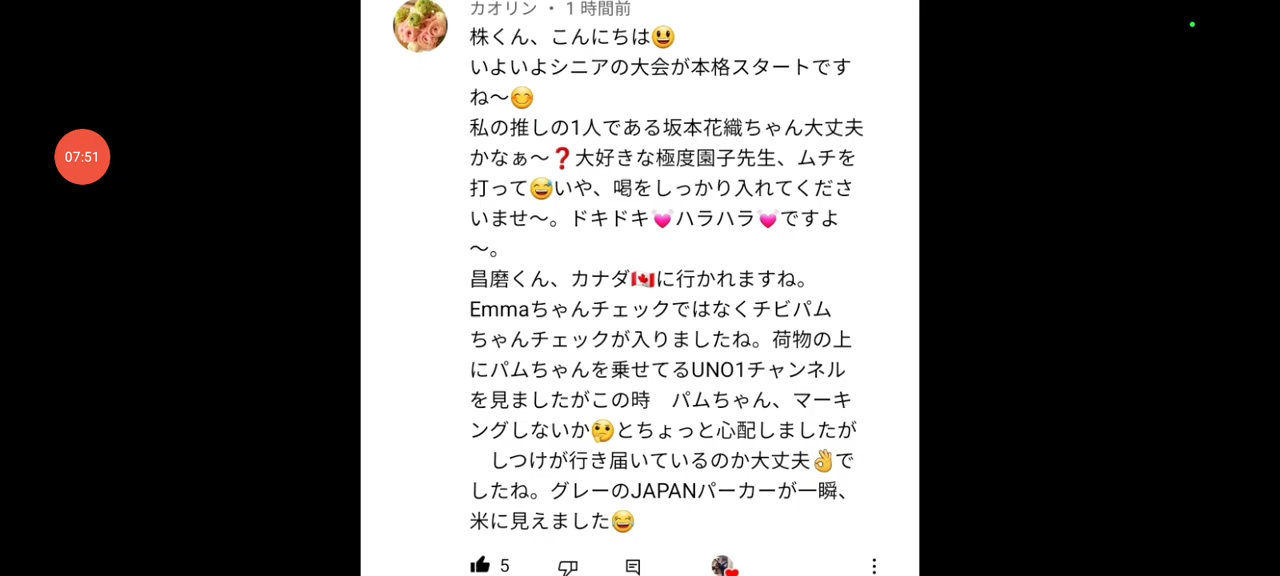 カオリン ・ 1 時間前
株くん、こんにちは😃
いよいよシニアの大会が本格スタートです
ね〜😊
私の推しの1人である坂本花織ちゃん大丈夫
かなぁ〜❓大好きな極度園子先生、ムチを
打って😅いや、喝をしっかり入れてくださ
いませ〜。ドキドキ💓ハラハラ💓ですよ
〜。
昌磨くん、カナダ🇨🇦に行かれますね。
Emmaちゃんチェックではなくチビパム
ちゃんチェックが入りましたね。荷物の上
にパムちゃんを乗せてるUNO1チャンネル
を見ましたがこの時　パムちゃん、マーキ
ングしないか🤔とちょっと心配しましたが
　しつけが行き届いているのか大丈夫👌で
したね。グレーのJAPANパーカーが一瞬、
米に見えました😂
5
07:51